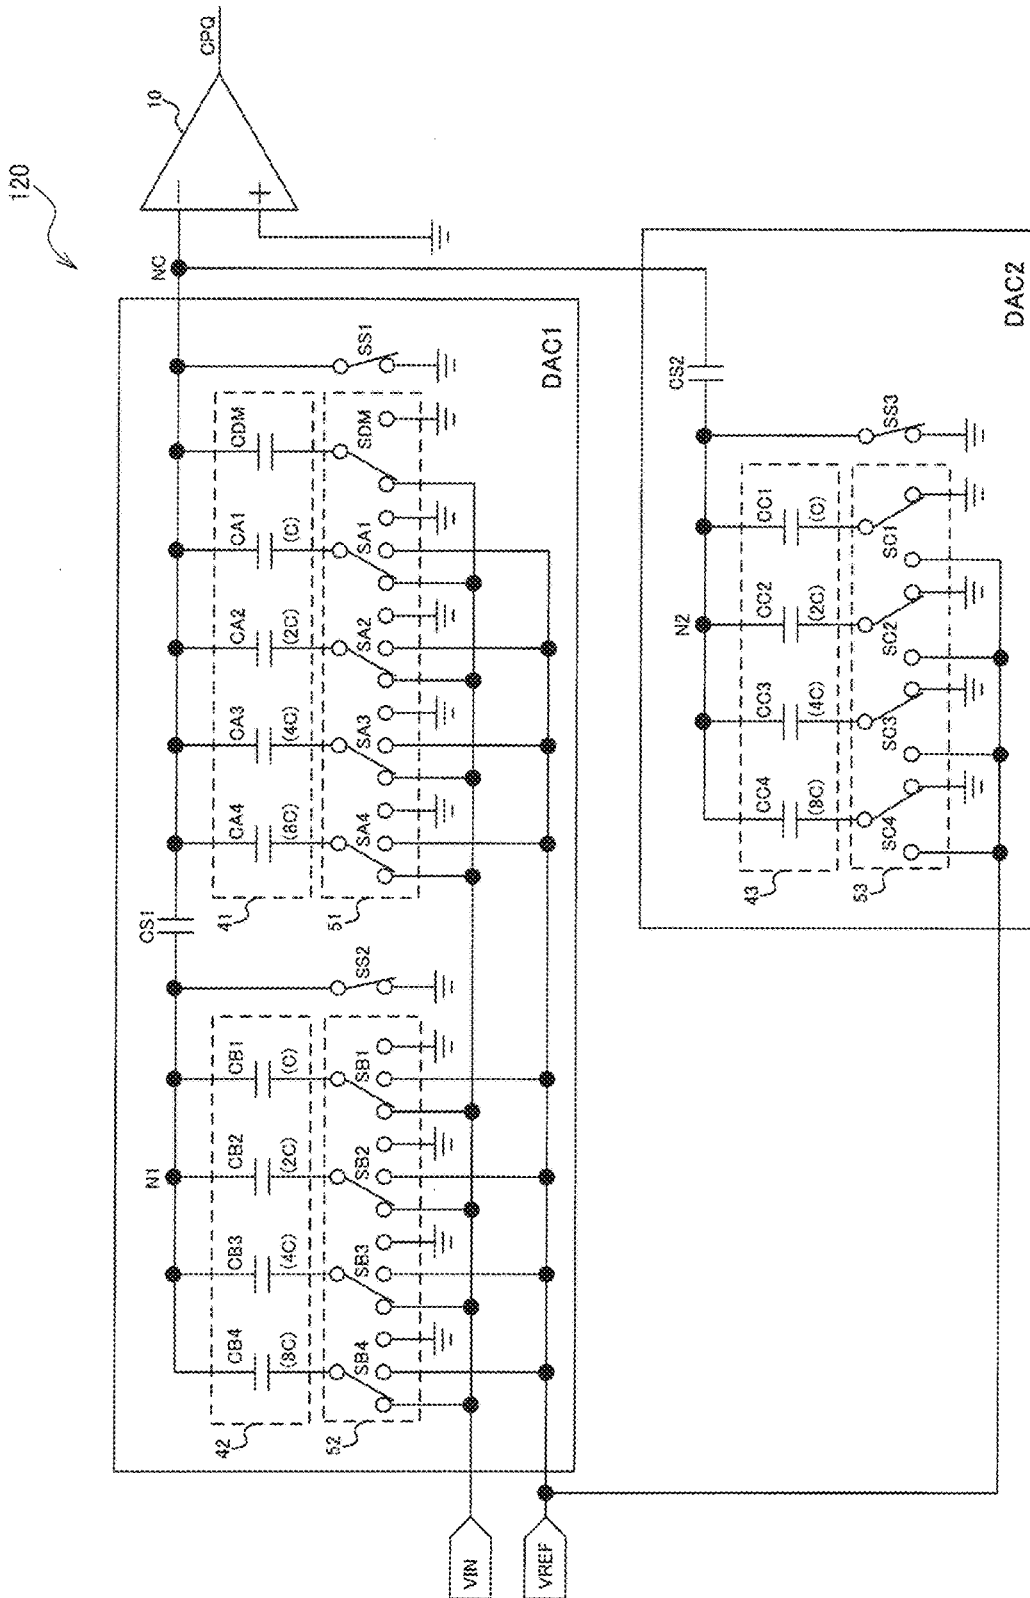 120
10
CPQ
NC
N1
CS1
CB4
CB3
CB2
CB1
CA4
CA3
CA2
CA1
CDM
(8C)
(4C)
(2C)
(C)
(8C)
(4C)
(2C)
(C)
SB4
SB3
SB2
SB1
SS2
SA4
SA3
SA2
SA1
SDM
SS1
42
52
41
51
DAC1
VIN
VREF
CS2
N2
CC4
CC3
CC2
CC1
(8C)
(4C)
(2C)
(C)
SC4
SC3
SC2
SC1
SS3
43
53
DAC2